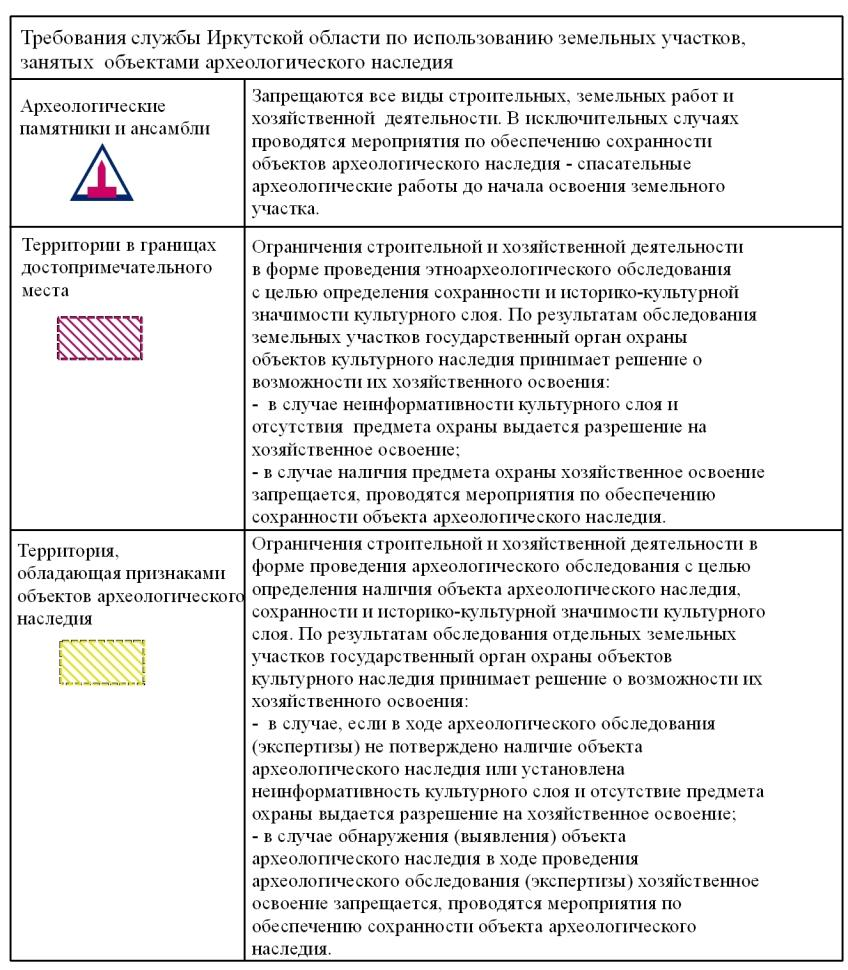 Требования службы Иркутской области по использованию земельных участков,
занятых объектами археологического наследия
Археологические
памятники и ансамбли
Запрещаются все виды строительных, земельных работ и
хозяйственной деятельности. В исключительных случаях
проводятся мероприятия по обеспечению сохранности
объектов археологического наследия - спасательные
археологические работы до начала освоения земельного
участка.
Территории в границах
достопримечательного
места
Ограничения строительной и хозяйственной деятельности
в форме проведения этноархеологического обследования
с целью определения сохранности и историко-культурной
значимости культурного слоя. По результатам обследования
земельных участков государственный орган охраны
объектов культурного наследия принимает решение о
возможности их хозяйственного освоения:
- в случае неинформативности культурного слоя и
отсутствия предмета охраны выдается разрешение на
хозяйственное освоение;
- в случае наличия предмета охраны хозяйственное освоение
запрещается, проводятся мероприятия по обеспечению
сохранности объекта археологического наследия.
Территория,
обладающая признаками
объектов археологического
наследия
Ограничения строительной и хозяйственной деятельности в
форме проведения археологического обследования с целью
определения наличия объекта археологического наследия,
сохранности и историко-культурной значимости культурного
слоя. По результатам обследования отдельных земельных
участков государственный орган охраны объектов
культурного наследия принимает решение о возможности их
хозяйственного освоения:
- в случае, если в ходе археологического обследования
(экспертизы) не потверждено наличие объекта
археологического наследия или установлена
неинформативность культурного слоя и отсутствие предмета
охраны выдается разрешение на хозяйственное освоение;
- в случае обнаружения (выявления) объекта
археологического наследия в ходе проведения
археологического обследования (экспертизы) хозяйственное
освоение запрещается, проводятся мероприятия по
обеспечению сохранности объекта археологического
наследия.